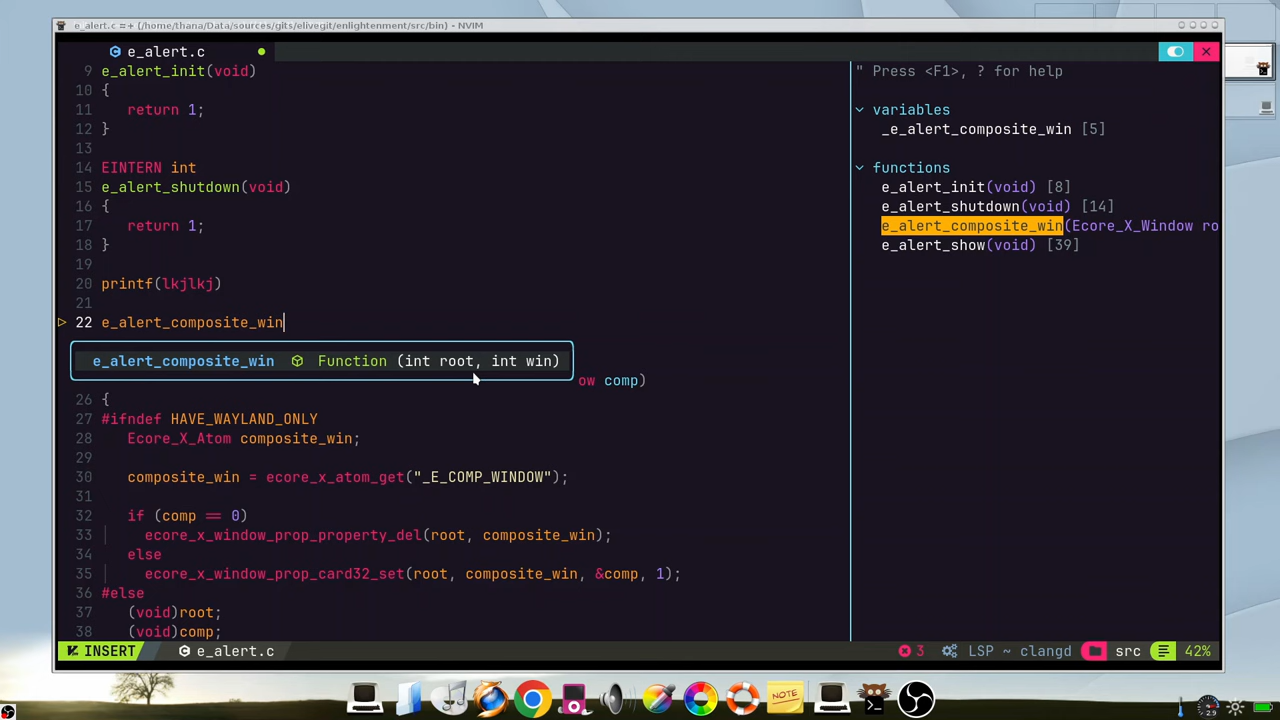 e_alert.c =+ (/home/thana/Data/sources/gits/elivegit/enlightenment/src/bin) - NVIM
e_alert.c
9 e_alert_init(void)
10 {
11 return 1;
12 }
13
14 EINTERN int
15 e_alert_shutdown(void)
16 {
17 return 1;
18 }
19
20 printf(lkjlkj)
21
22 e_alert_composite_win
e_alert_composite_win Function (int root, int win)
ow comp)
26 {
27 #ifndef HAVE_WAYLAND_ONLY
28 Ecore_X_Atom composite_win;
29
30 composite_win = ecore_x_atom_get("_E_COMP_WINDOW");
31
32 if (comp == 0)
33 ecore_x_window_prop_property_del(root, composite_win);
34 else
35 ecore_x_window_prop_card32_set(root, composite_win, &comp, 1);
36 #else
37 (void)root;
38 (void)comp;
" Press <F1>, ? for help
variables
_e_alert_composite_win [5]
functions
e_alert_init(void) [8]
e_alert_shutdown(void) [14]
e_alert_composite_win(Ecore_X_Window ro
e_alert_show(void) [39]
INSERT e_alert.c 3 LSP ~ clangd src 42%
NOTE
2.9